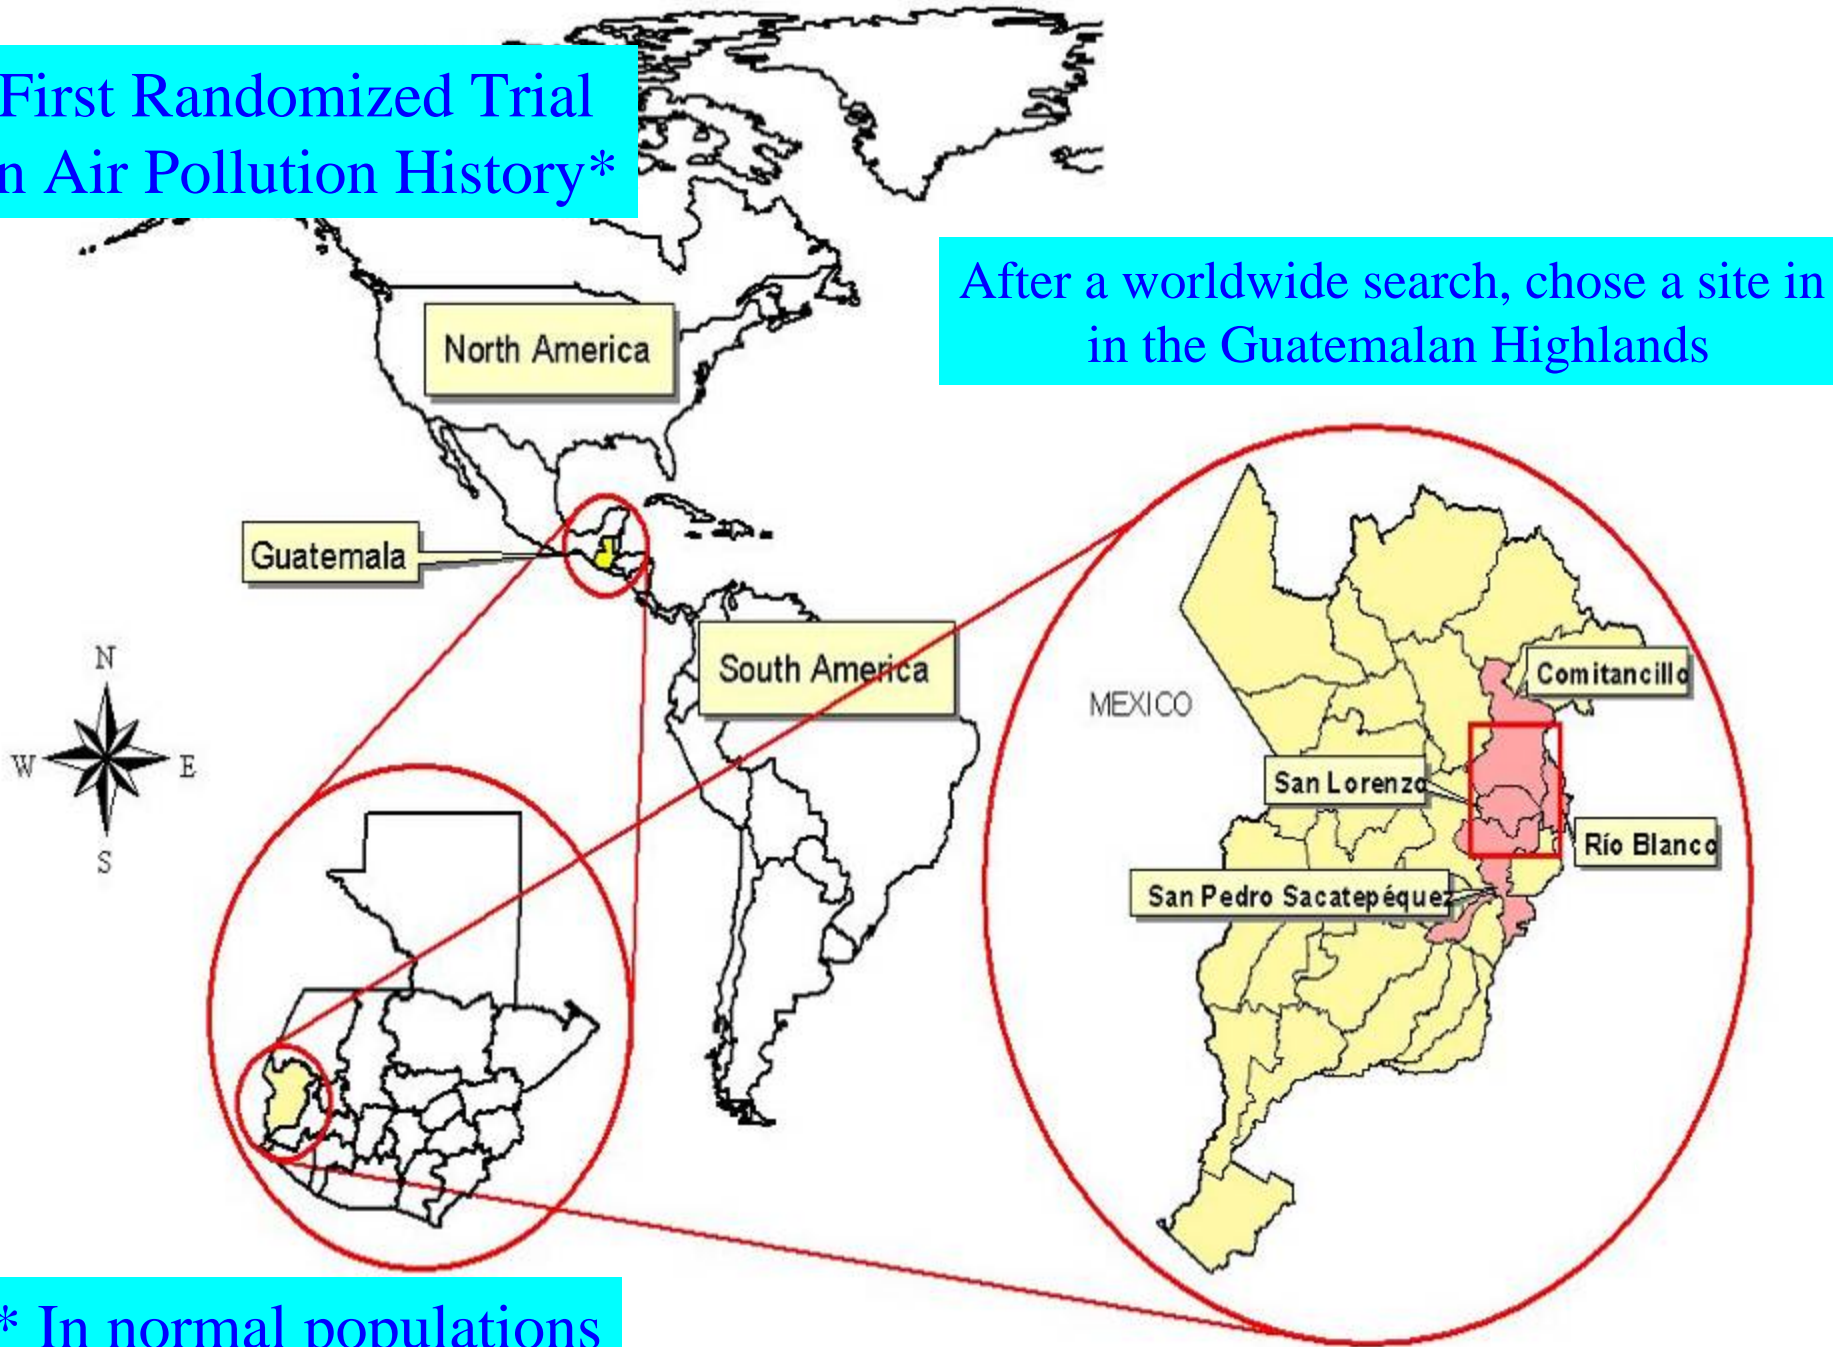 First Randomized Trial
n Air Pollution History*
After a worldwide search, chose a site in
in the Guatemalan Highlands
North America
Guatemala
South America
N
W
E
S
MEXICO
Comitancillo
San Lorenzo
Río Blanco
San Pedro Sacatepéquez
* In normal populations